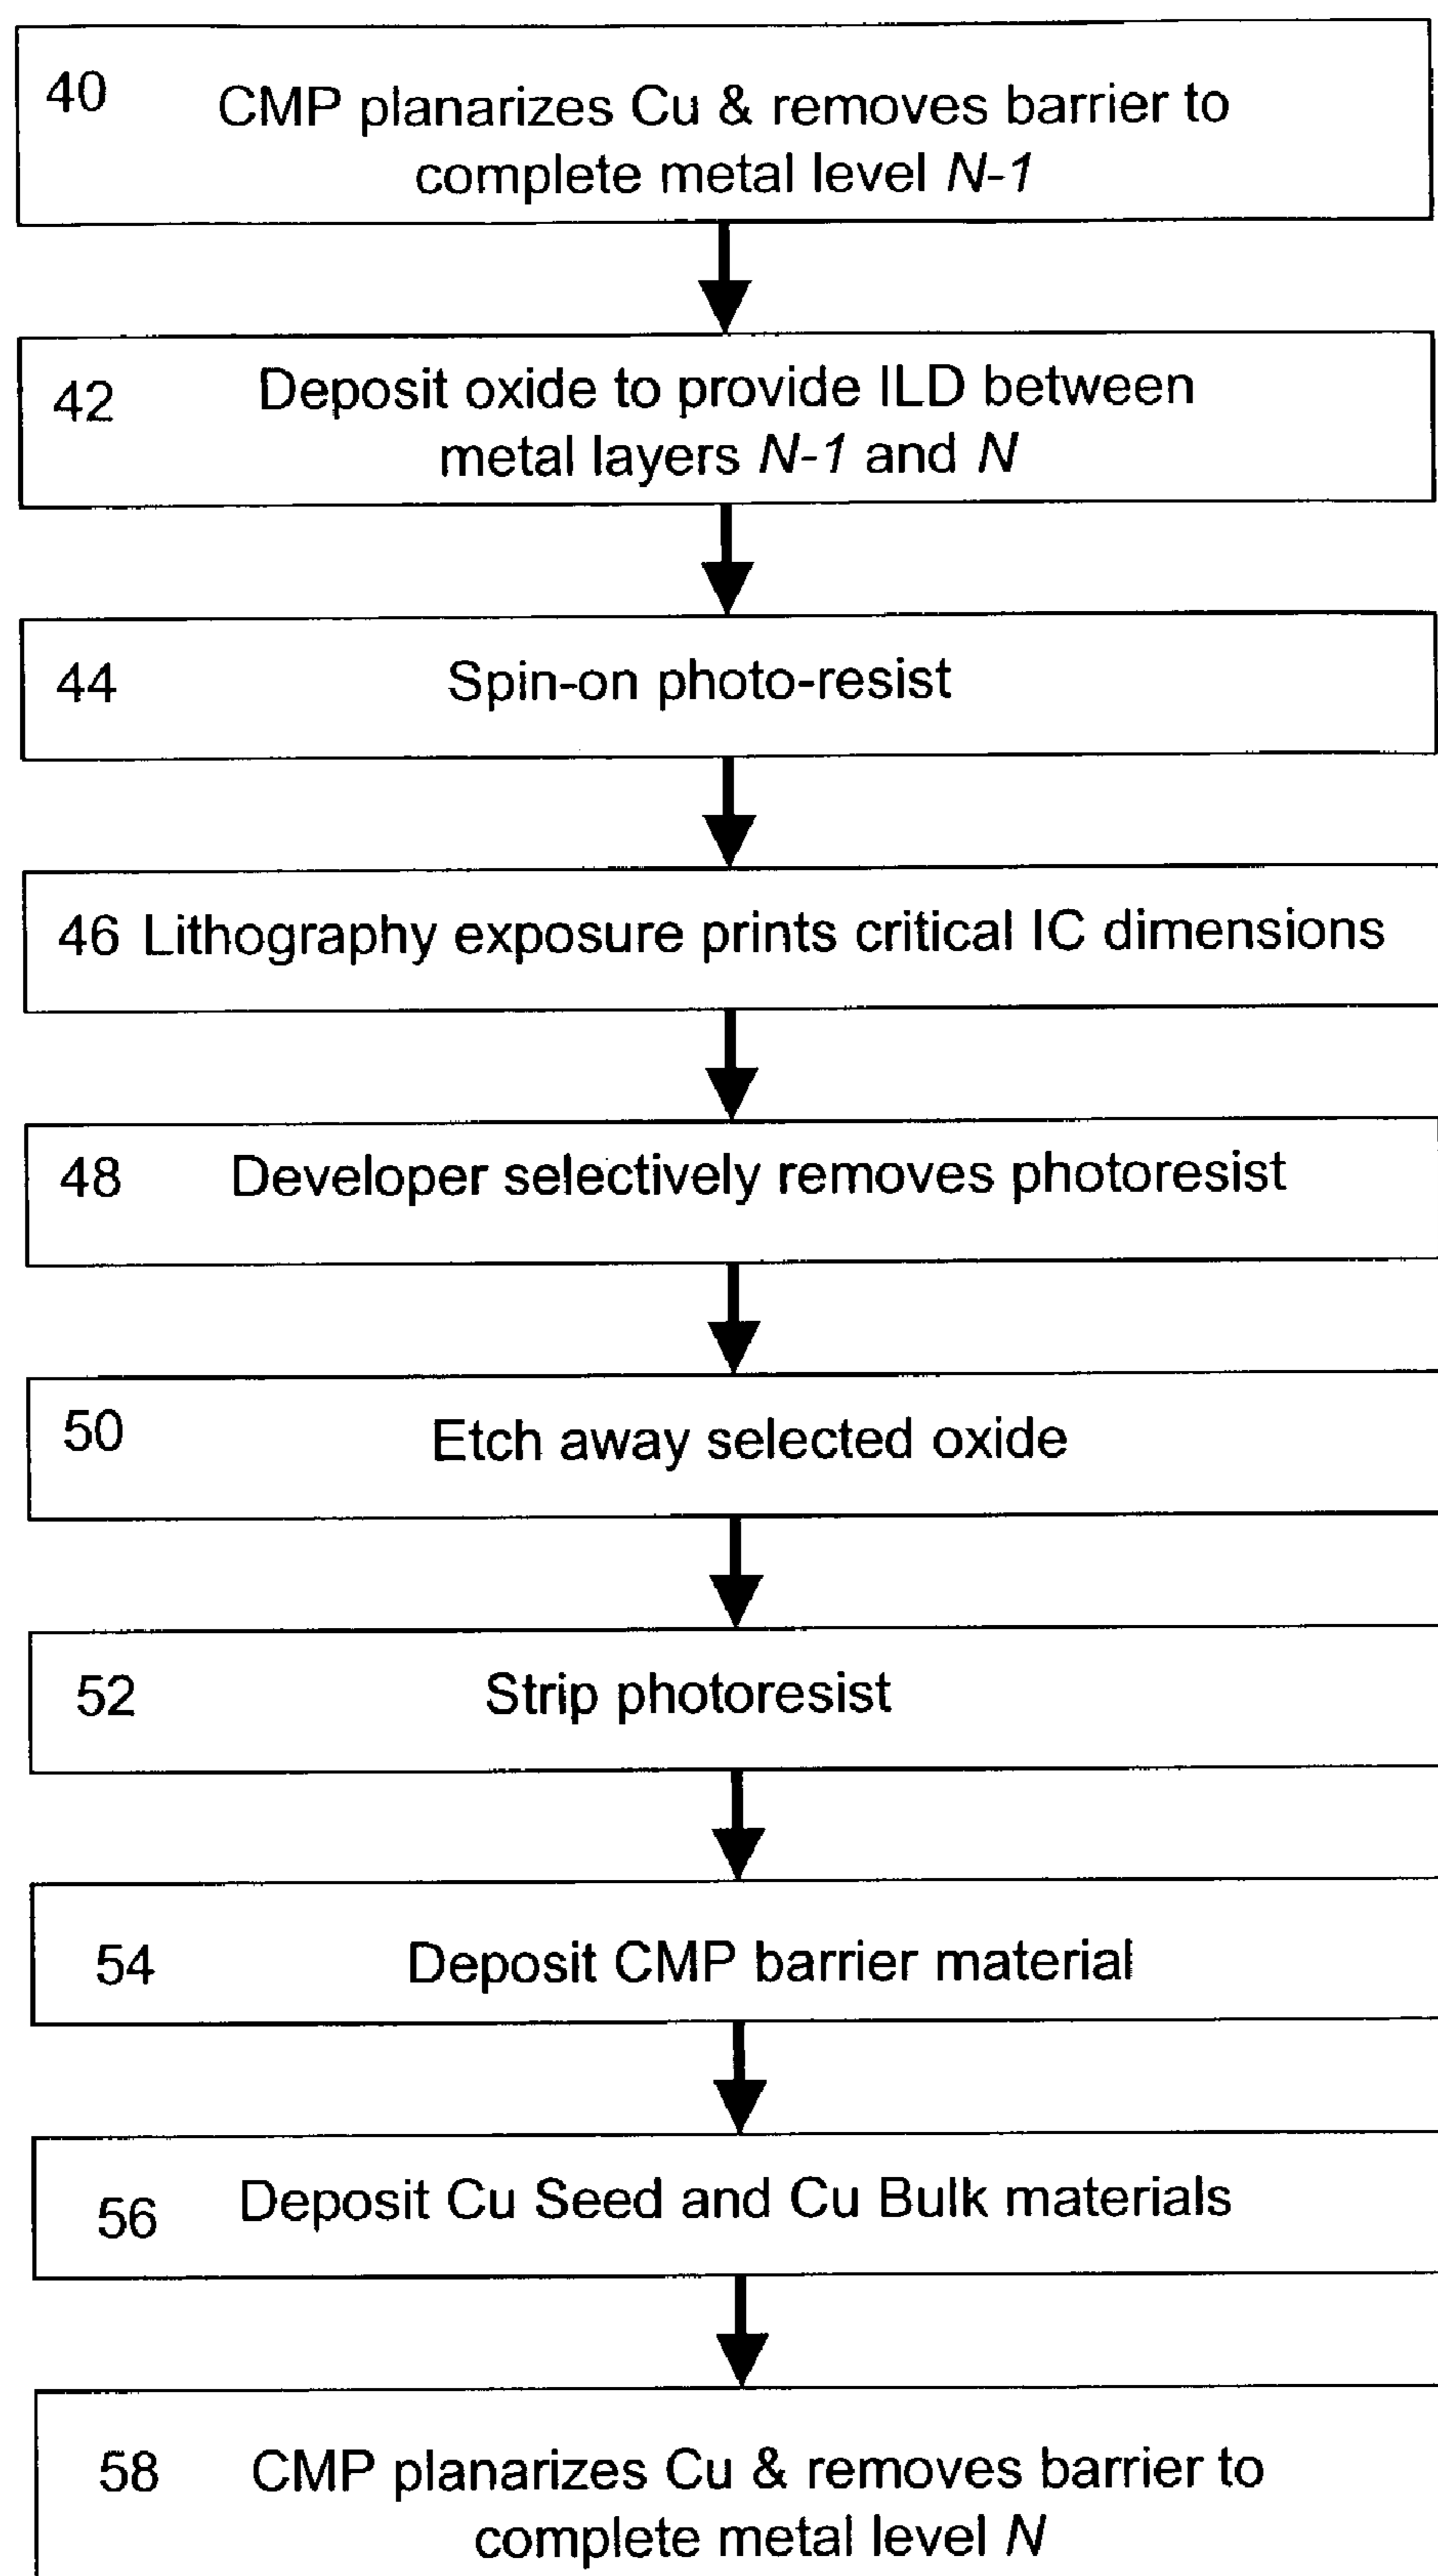 40 CMP planarizes Cu & removes barrier to
complete metal level N-1
42 Deposit oxide to provide ILD between
metal layers N-1 and N
44 Spin-on photo-resist
46 Lithography exposure prints critical IC dimensions
48 Developer selectively removes photoresist
50 Etch away selected oxide
52 Strip photoresist
54 Deposit CMP barrier material
56 Deposit Cu Seed and Cu Bulk materials
58 CMP planarizes Cu & removes barrier to
complete metal level N